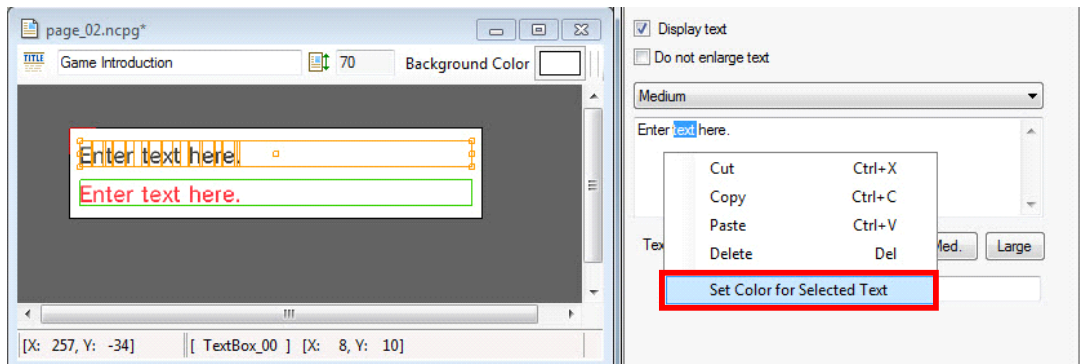 page_02.ncpg*
TITLE
Game Introduction
70
Background Color
Enter text here.
Enter text here.
[X: 257, Y: -34]
[ TextBox_00 ] [X: 8, Y: 10]
Display text
Do not enlarge text
Medium
Enter text here.
Cut Ctrl+X
Copy Ctrl+C
Paste Ctrl+V
Delete Del
Set Color for Selected Text
Large